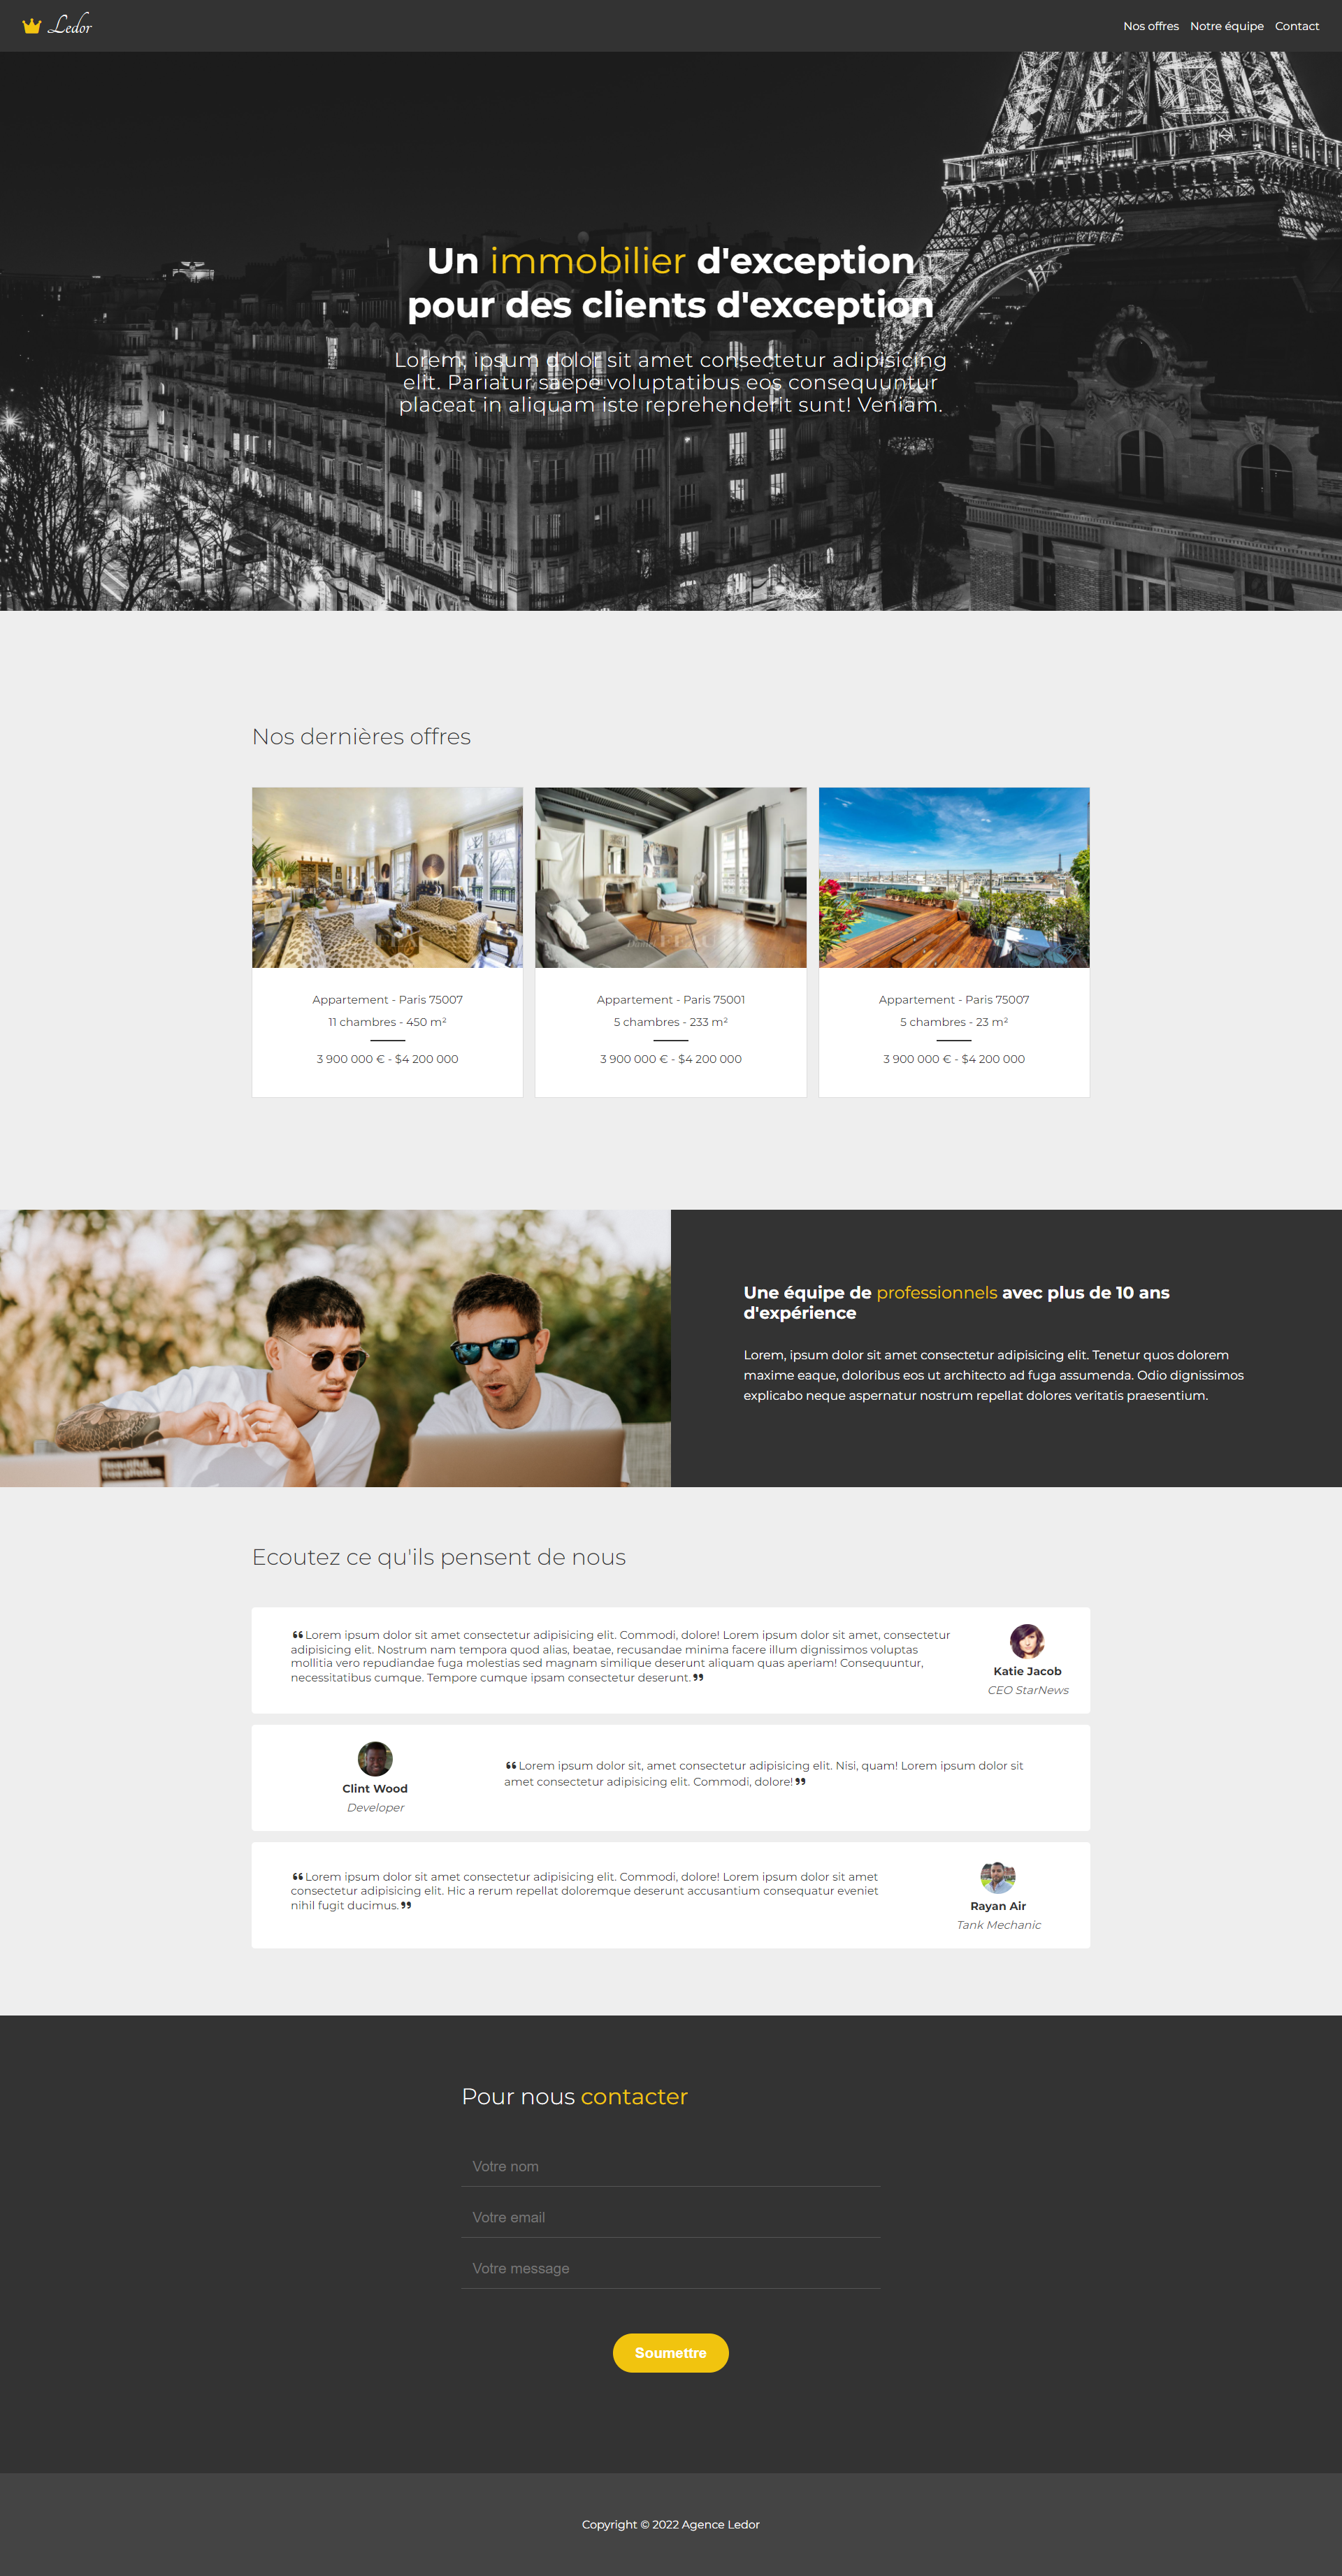 Ledor
Nos offres Notre équipe Contact
Un immobilier d'exception
pour des clients d'exception
Lorem, ipsum dolor sit amet consectetur adipisicing
elit. Pariatur saepe voluptatibus eos consequuntur
placeat in aliquam iste reprehenderit sunt! Veniam.
Nos dernières offres
Appartement - Paris 75007
11 chambres - 450 m²
3 900 000 € - $4 200 000
Appartement - Paris 75001
5 chambres - 233 m²
3 900 000 € - $4 200 000
Appartement - Paris 75007
5 chambres - 23 m²
3 900 000 € - $4 200 000
Une équipe de professionnels avec plus de 10 ans
d'expérience
Lorem, ipsum dolor sit amet consectetur adipisicing elit. Tenetur quos dolorem
maxime eaque, doloribus eos ut architecto ad fuga assumenda. Odio dignissimos
explicabo neque aspernatur nostrum repellat dolores veritatis praesentium.
Ecoutez ce qu'ils pensent de nous
❝ Lorem ipsum dolor sit amet consectetur adipisicing elit. Commodi, dolore! Lorem ipsum dolor sit amet, consectetur
adipisicing elit. Nostrum nam tempora quod alias, beatae, recusandae minima facere illum dignissimos voluptas
mollitia vero repudiandae fuga molestias sed magnam similique deserunt aliquam quas aperiam! Consequuntur,
necessitatibus cumque. Tempore cumque ipsam consectetur deserunt. ❞
Katie Jacob
CEO StarNews
Clint Wood
Developer
❝ Lorem ipsum dolor sit, amet consectetur adipisicing elit. Nisi, quam! Lorem ipsum dolor sit
amet consectetur adipisicing elit. Commodi, dolore! ❞
❝ Lorem ipsum dolor sit amet consectetur adipisicing elit. Commodi, dolore! Lorem ipsum dolor sit amet
consectetur adipisicing elit. Hic a rerum repellat doloremque deserunt accusantium consequatur eveniet
nihil fugit ducimus. ❞
Rayan Air
Tank Mechanic
Pour nous contacter
Votre nom
Votre email
Votre message
Soumettre
Copyright © 2022 Agence Ledor